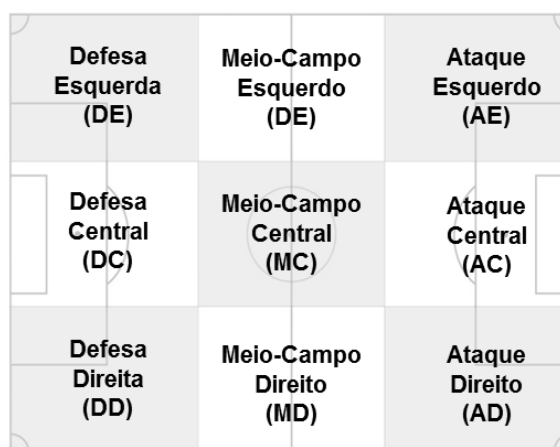 Defesa
Esquerda
(DE)
Meio-Campo
Esquerdo
(DE)
Ataque
Esquerdo
(AE)
Defesa
Central
(DC)
Meio-Campo
Central
(MC)
Ataque
Central
(AC)
Defesa
Direita
(DD)
Meio-Campo
Direito
(MD)
Ataque
Direito
(AD)